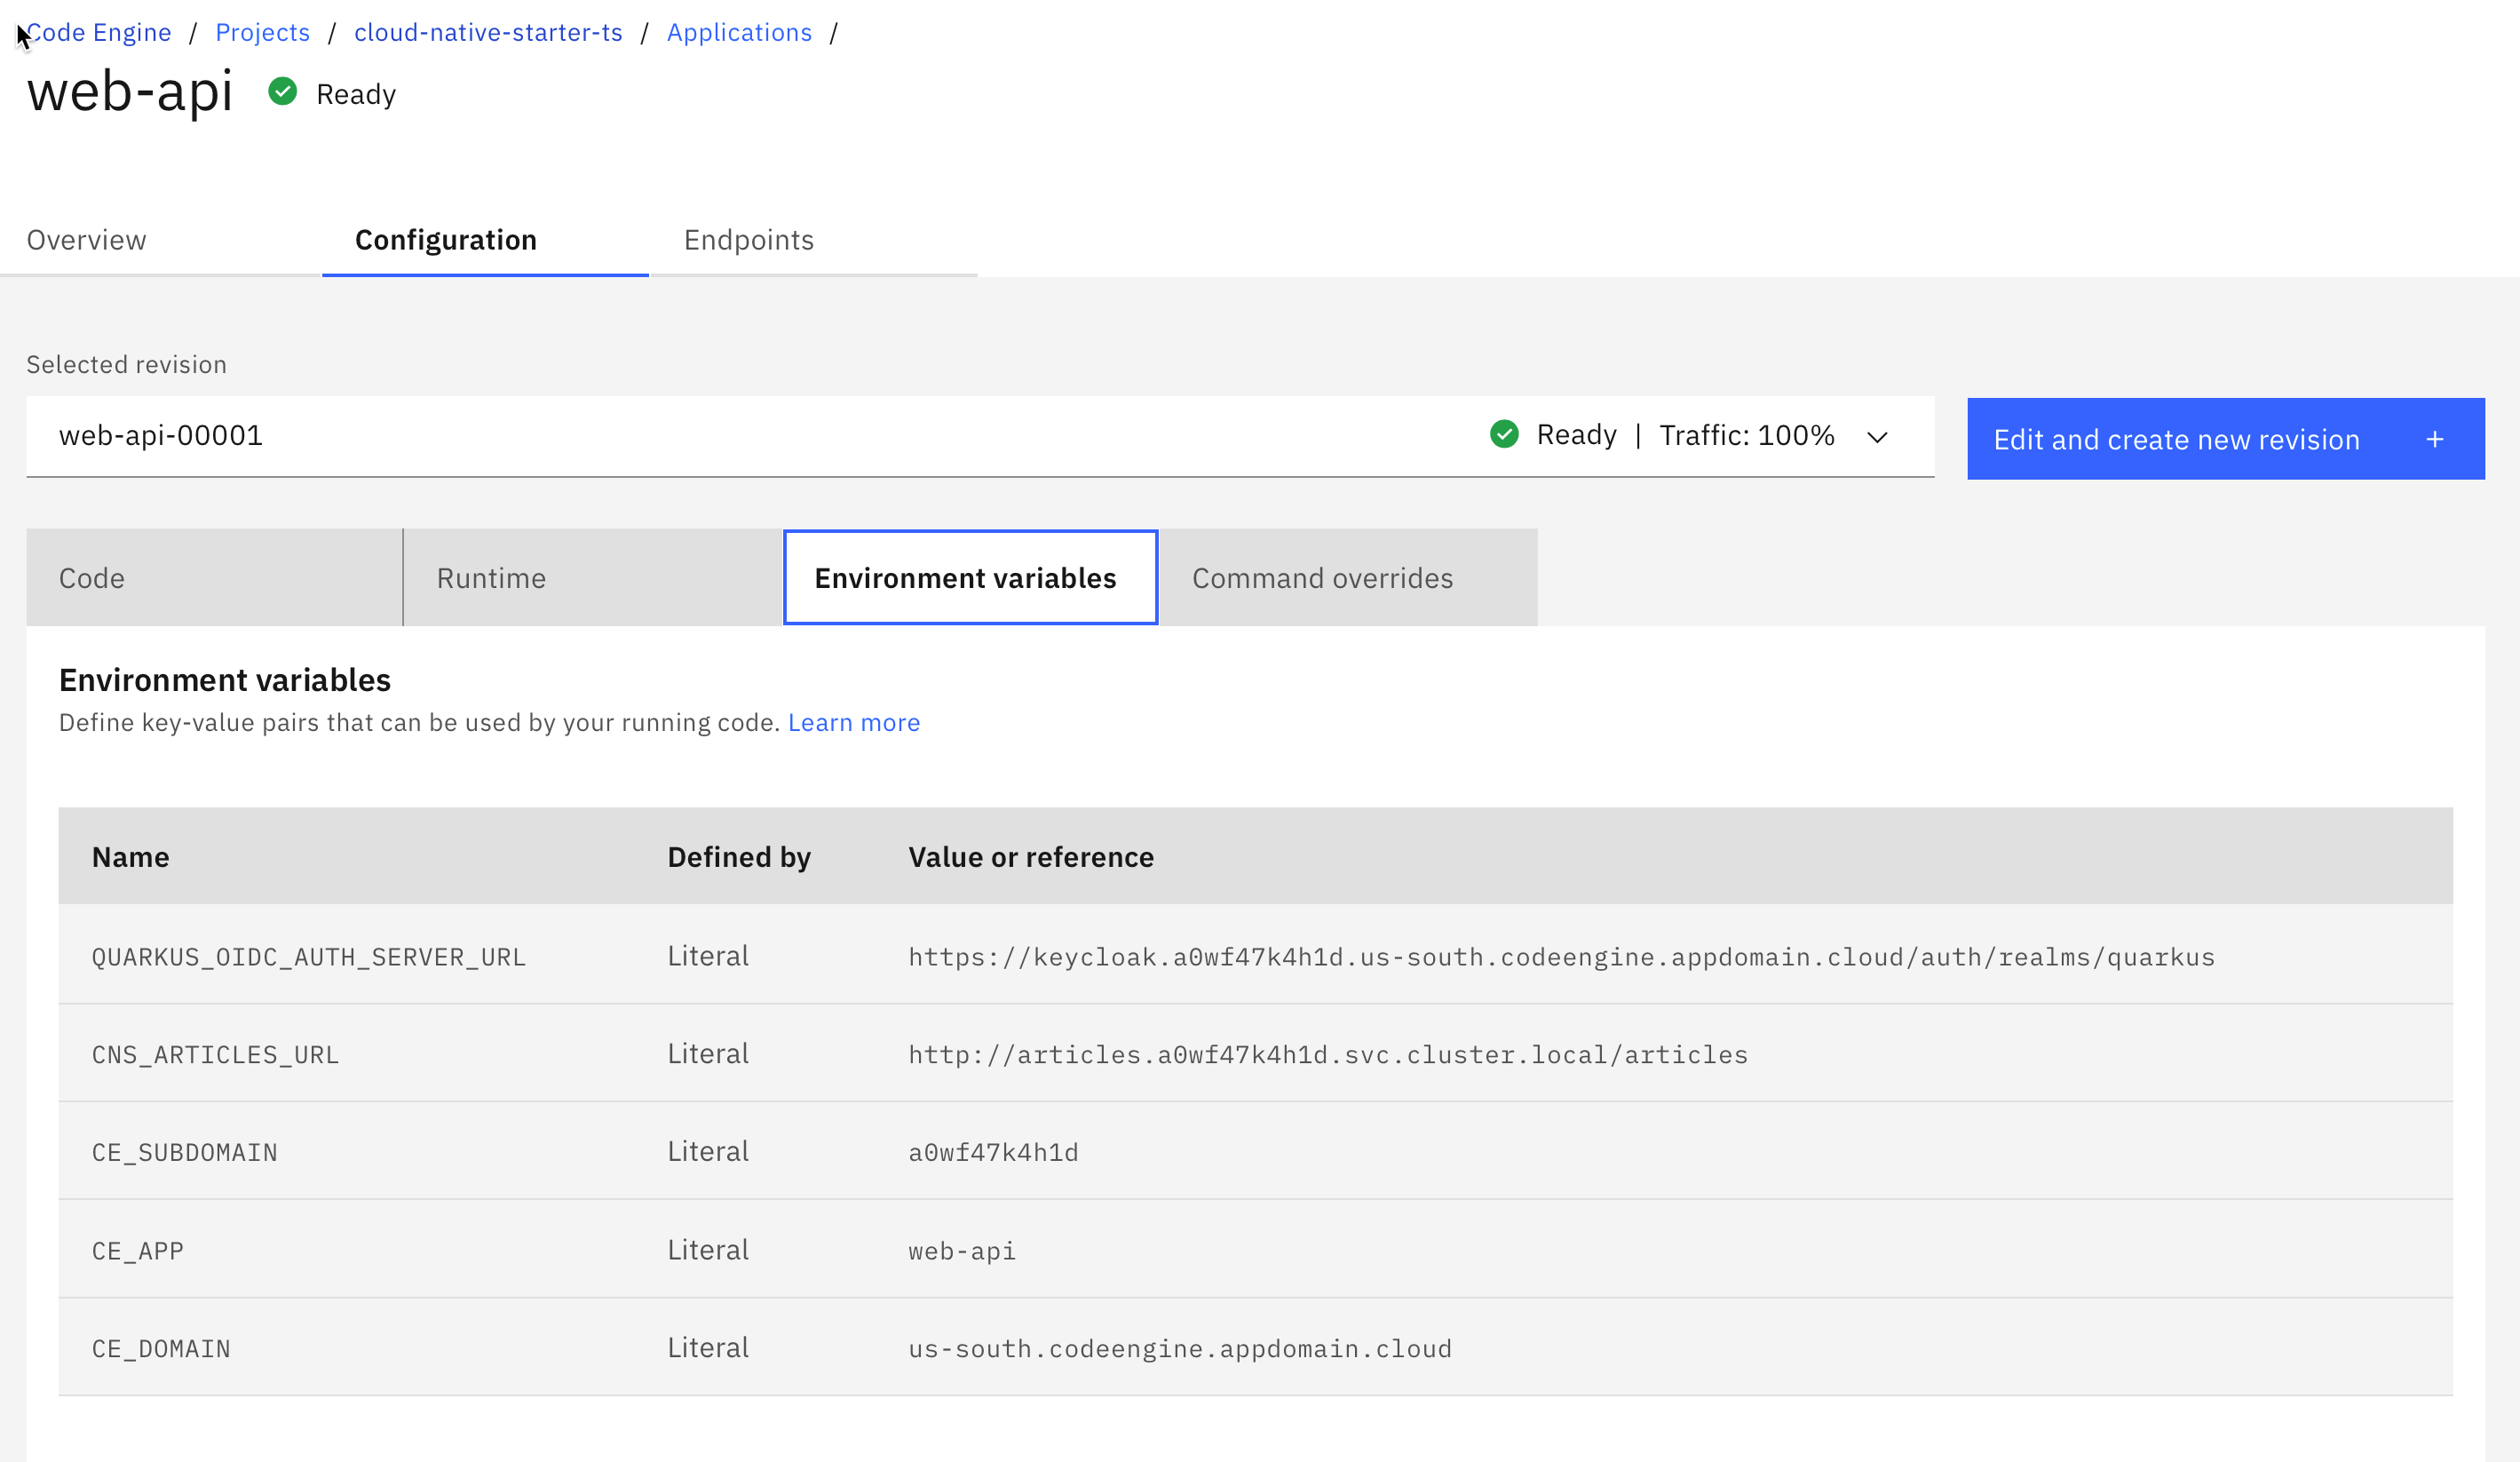 Code Engine / Projects / cloud-native-starter-ts / Applications /
web-api Ready
Overview Configuration Endpoints
Selected revision
web-api-00001 Ready | Traffic: 100% Edit and create new revision +
Code Runtime Environment variables Command overrides
Environment variables
Define key-value pairs that can be used by your running code. Learn more
Name Defined by Value or reference
QUARKUS_OIDC_AUTH_SERVER_URL Literal https://keycloak.a0wf47k4h1d.us-south.codeengine.appdomain.cloud/auth/realms/quarkus
CNS_ARTICLES_URL Literal http://articles.a0wf47k4h1d.svc.cluster.local/articles
CE_SUBDOMAIN Literal a0wf47k4h1d
CE_APP Literal web-api
CE_DOMAIN Literal us-south.codeengine.appdomain.cloud